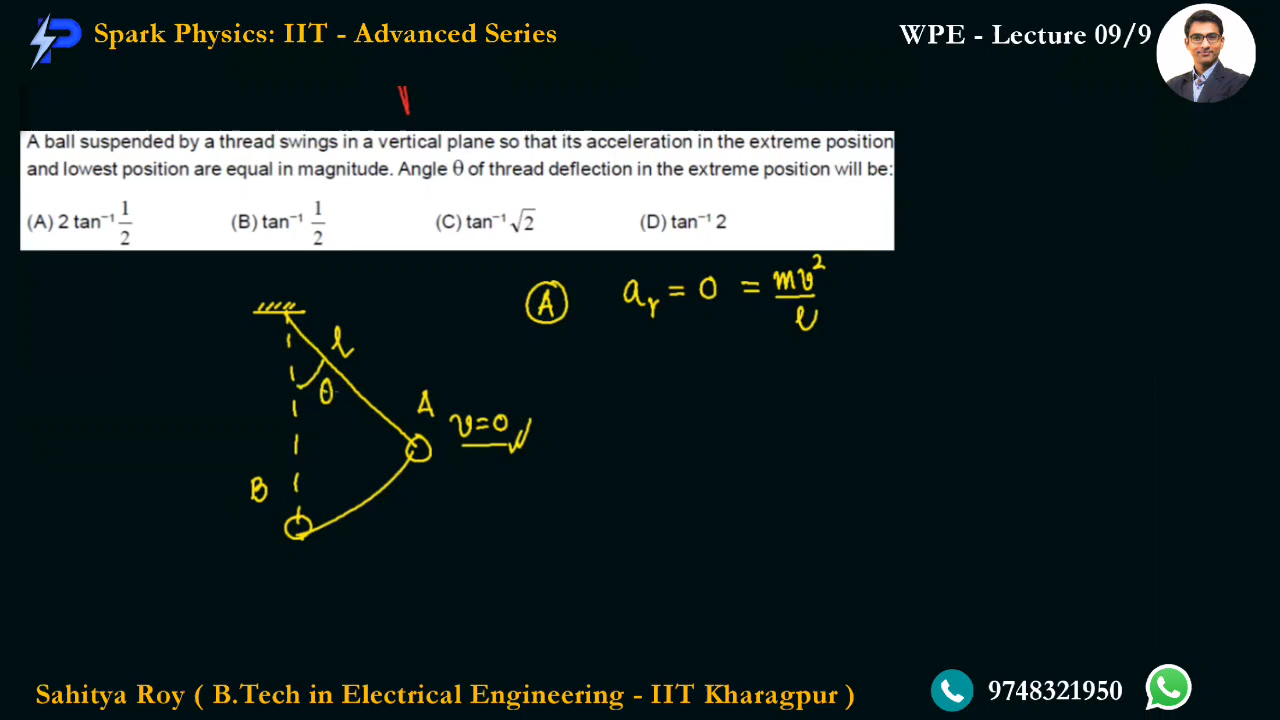 Spark Physics: IIT - Advanced Series
WPE - Lecture 09/9
A ball suspended by a thread swings in a vertical plane so that its acceleration in the extreme position
and lowest position are equal in magnitude. Angle θ of thread deflection in the extreme position will be:
(A) 2 tan⁻¹ 1/2 (B) tan⁻¹ 1/2 (C) tan⁻¹ √2 (D) tan⁻¹ 2
A aᵣ = 0 = mv²/l
l
θ
A
v=0
B
Sahitya Roy ( B.Tech in Electrical Engineering - IIT Kharagpur )
9748321950